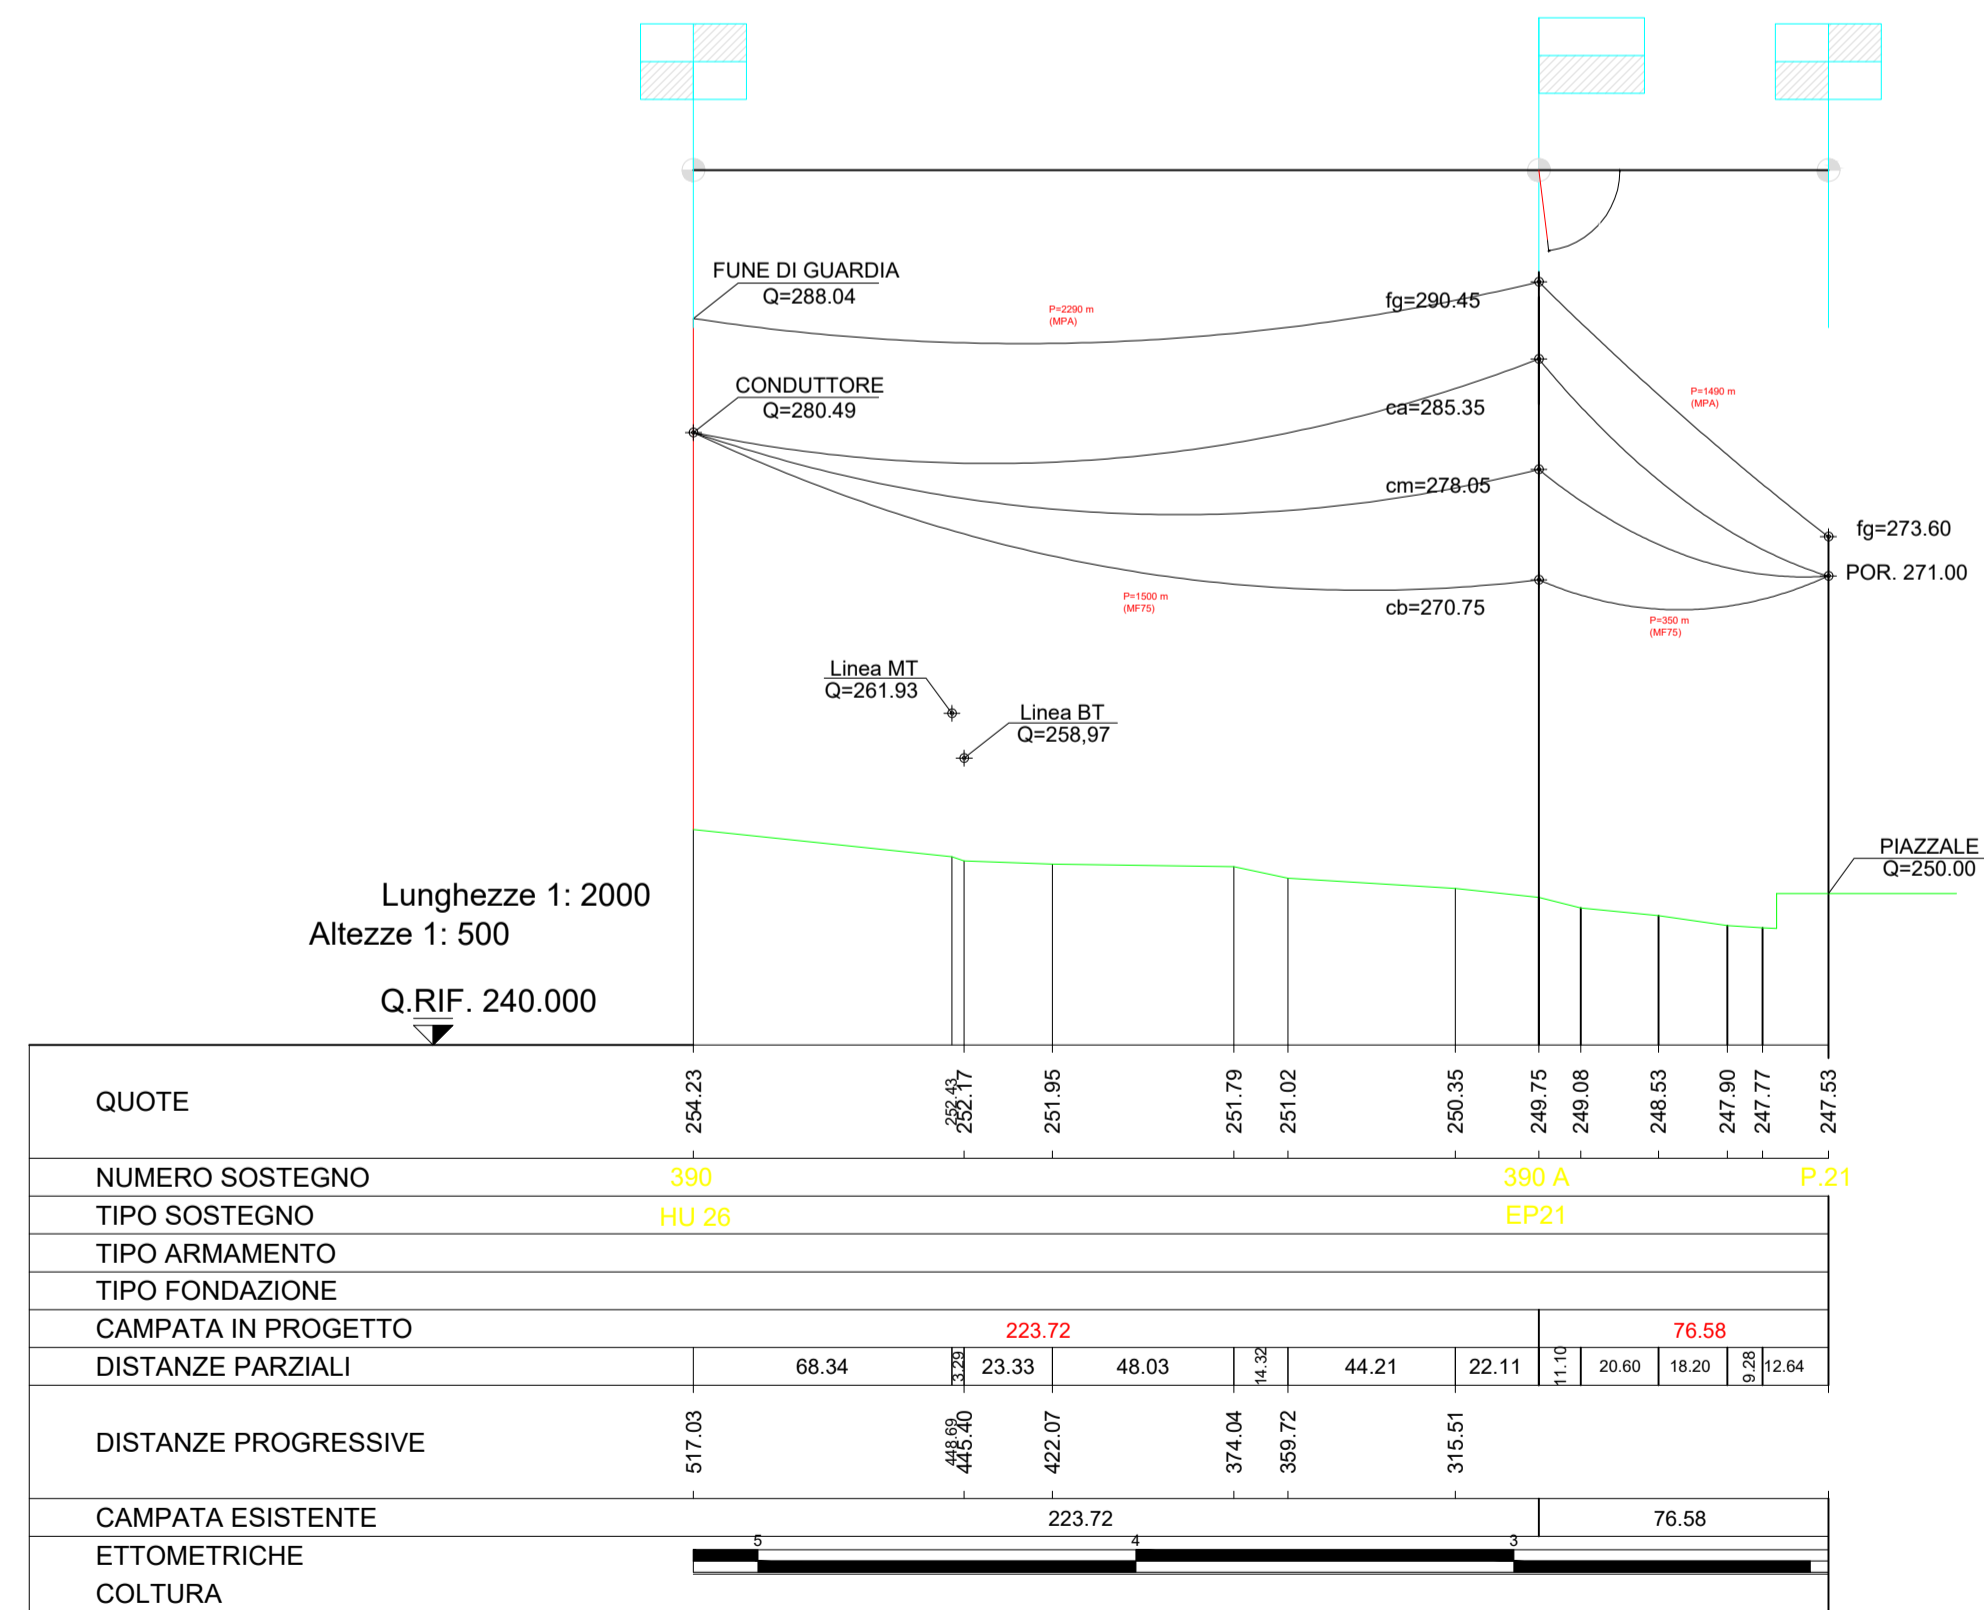 FUNE DI GUARDIA
Q=288.04
P=2290 m
(MPA)
fg=290.45
CONDUTTORE
Q=280.49
ca=285.35
P=1490 m
(MPA)
cm=278.05
fg=273.60
POR. 271.00
P=1500 m
(MF75)
cb=270.75
P=350 m
(MF75)
Linea MT
Q=261.93
Linea BT
Q=258,97
PIAZZALE
Q=250.00
Lunghezze 1: 2000
Altezze 1: 500
Q.RIF. 240.000
QUOTE 254.23 252.43 252.17 251.95 251.79 251.02 250.35 249.75 249.08 248.53 247.90 247.77 247.53
NUMERO SOSTEGNO 390 390 A P.21
TIPO SOSTEGNO HU 26 EP21
TIPO ARMAMENTO
TIPO FONDAZIONE
CAMPATA IN PROGETTO 223.72 76.58
DISTANZE PARZIALI 68.34 3.29 23.33 48.03 14.32 44.21 22.11 11.10 20.60 18.20 9.28 12.64
DISTANZE PROGRESSIVE 517.03 448.69 445.40 422.07 374.04 359.72 315.51
CAMPATA ESISTENTE 223.72 76.58
ETTOMETRICHE 5 4 3
COLTURA